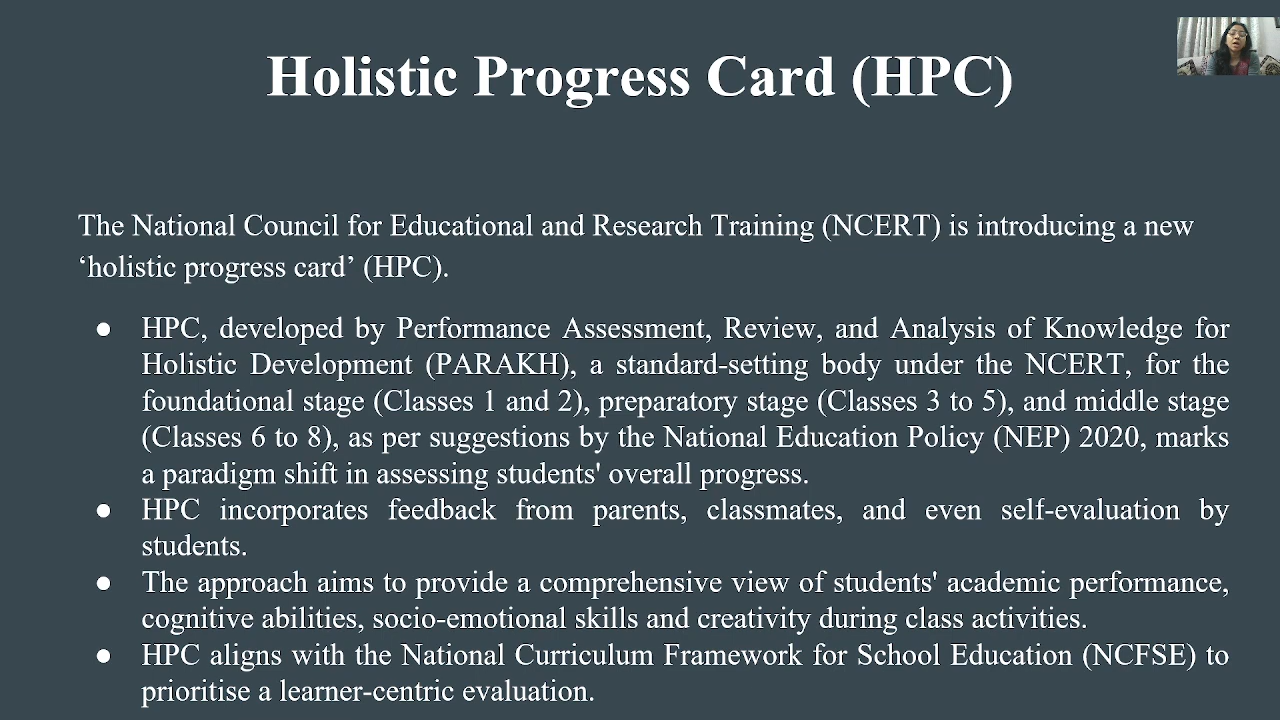 Holistic Progress Card (HPC)
The National Council for Educational and Research Training (NCERT) is introducing a new
‘holistic progress card’ (HPC).
● HPC, developed by Performance Assessment, Review, and Analysis of Knowledge for
Holistic Development (PARAKH), a standard-setting body under the NCERT, for the
foundational stage (Classes 1 and 2), preparatory stage (Classes 3 to 5), and middle stage
(Classes 6 to 8), as per suggestions by the National Education Policy (NEP) 2020, marks
a paradigm shift in assessing students' overall progress.
● HPC incorporates feedback from parents, classmates, and even self-evaluation by
students.
● The approach aims to provide a comprehensive view of students' academic performance,
cognitive abilities, socio-emotional skills and creativity during class activities.
● HPC aligns with the National Curriculum Framework for School Education (NCFSE) to
prioritise a learner-centric evaluation.